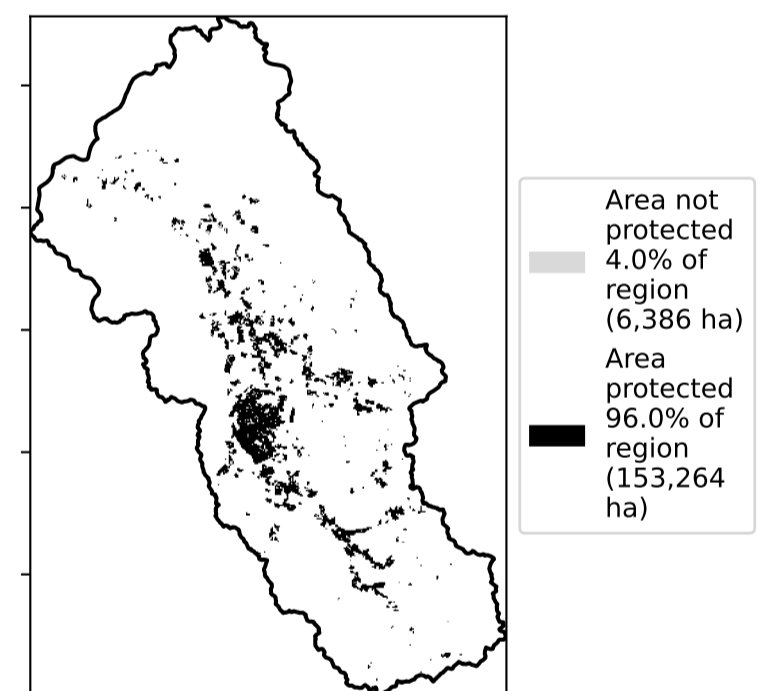 Area not
protected
4.0% of
region
(6,386 ha)
Area
protected
96.0% of
region
(153,264
ha)